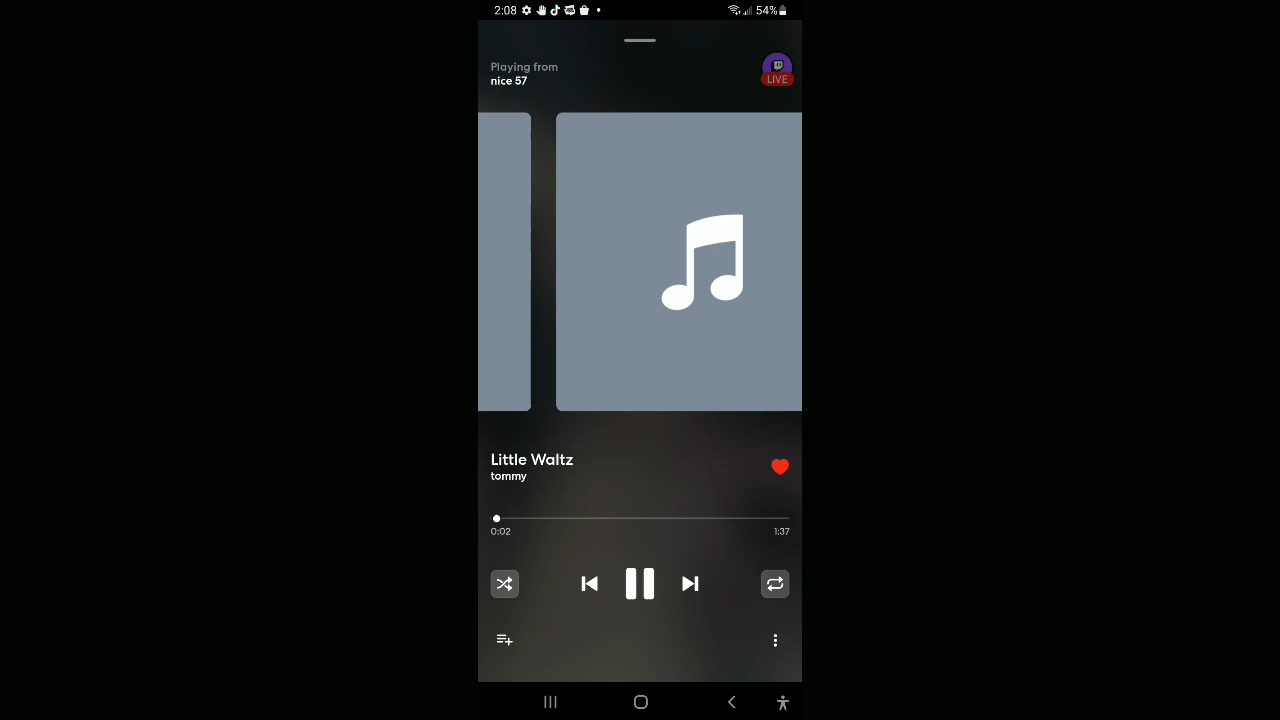 2:08 54%
Playing from
nice 57
LIVE
Little Waltz
tommy
0:02 1:37